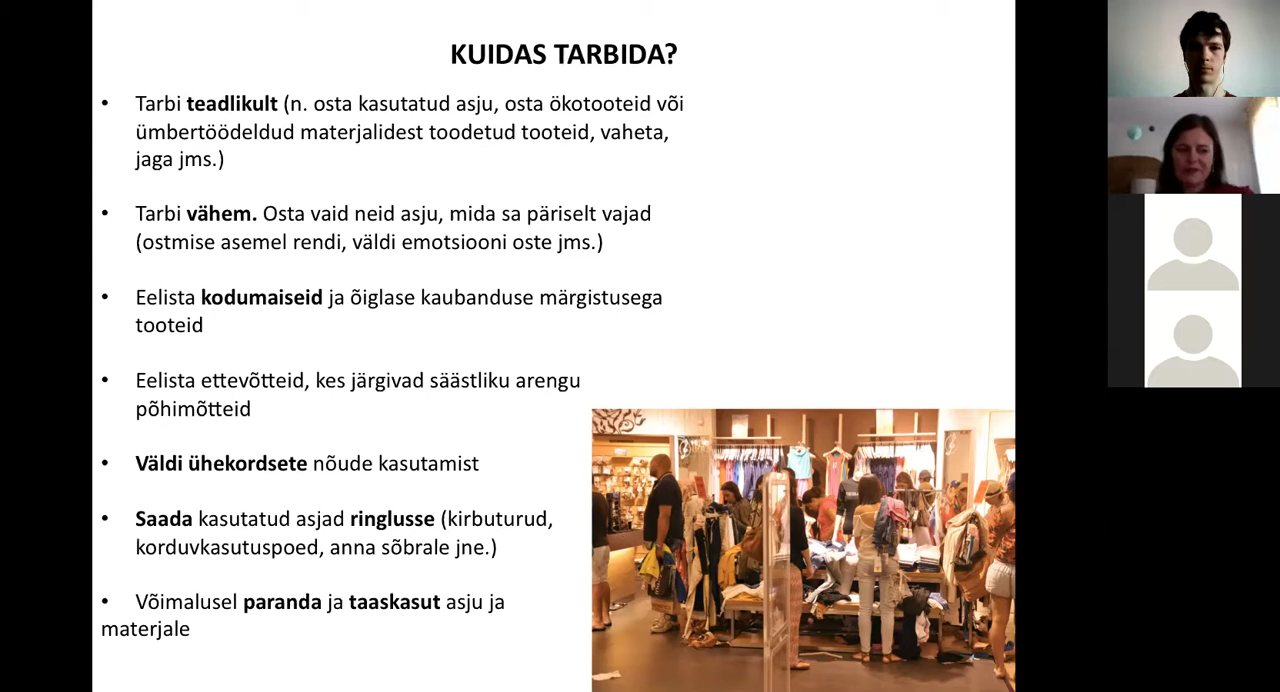 KUIDAS TARBIDA?
• Tarbi teadlikult (n. osta kasutatud asju, osta ökotooteid või
ümbertöödeldud materjalidest toodetud tooteid, vaheta,
jaga jms.)
• Tarbi vähem. Osta vaid neid asju, mida sa päriselt vajad
(ostmise asemel rendi, väldi emotsiooni oste jms.)
• Eelista kodumaiseid ja õiglase kaubanduse märgistusega
tooteid
• Eelista ettevõtteid, kes järgivad säästliku arengu
põhimõtteid
• Väldi ühekordsete nõude kasutamist
• Saada kasutatud asjad ringlusse (kirbuturud,
korduvkasutuspoed, anna sõbrale jne.)
• Võimalusel paranda ja taaskasut asju ja
materjale